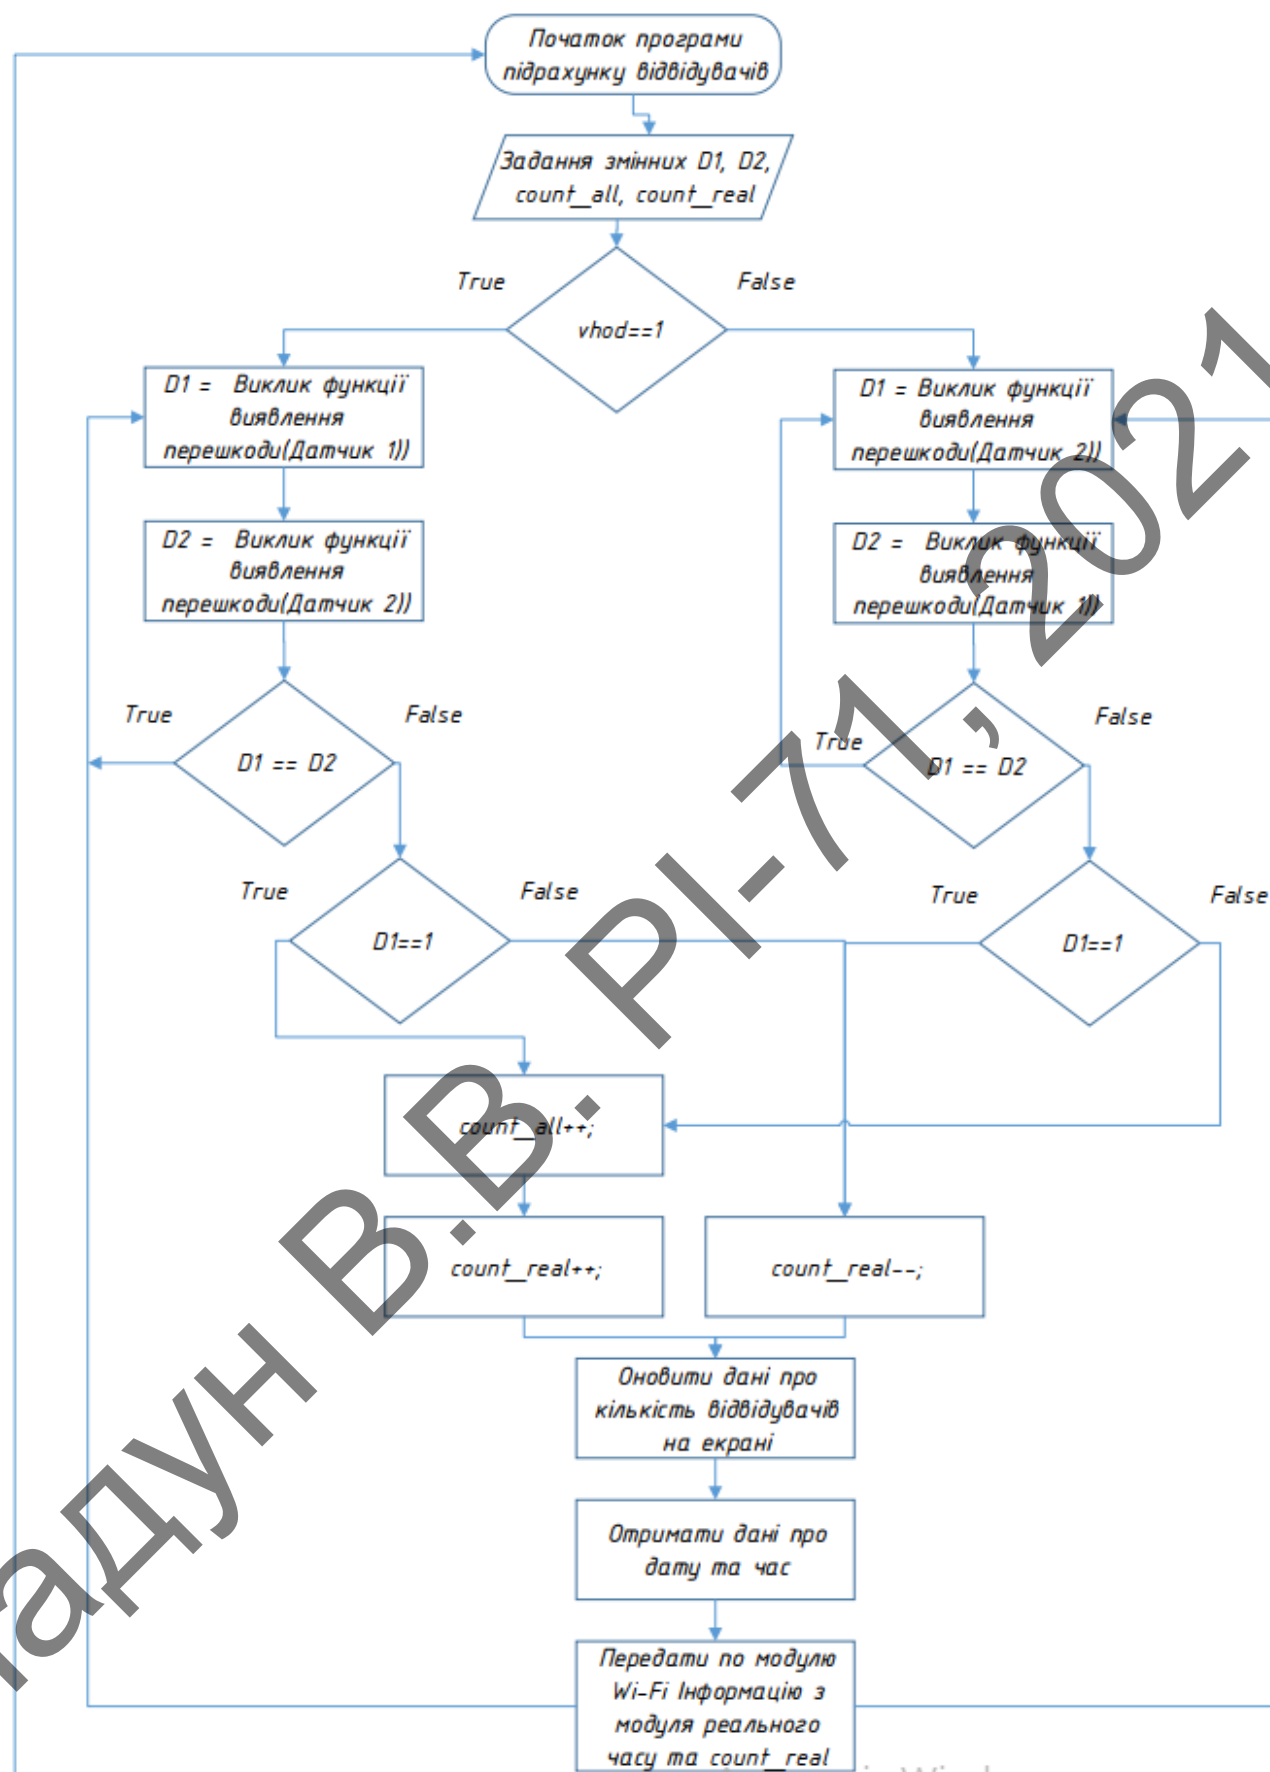 Початок програми
підрахунку відвідувачів
Задання змінних D1, D2,
count_all, count_real
True
False
vhod==1
D1 = Виклик функції
виявлення
перешкоди(Датчик 1))
D1 = Виклик функції
виявлення
перешкоди(Датчик 2))
D2 = Виклик функції
виявлення
перешкоди(Датчик 2))
D2 = Виклик функції
виявлення
перешкоди(Датчик 1))
True
False
D1 == D2
True
False
D1 == D2
True
False
D1==1
True
False
D1==1
count_all++;
count_real++;
count_real--;
Оновити дані про
кількість відвідувачів
на екрані
Отримати дані про
дату та час
Передати по модулю
Wi-Fi Інформацію з
модуля реального
часу та count_real
В.В. PI-71, 2021